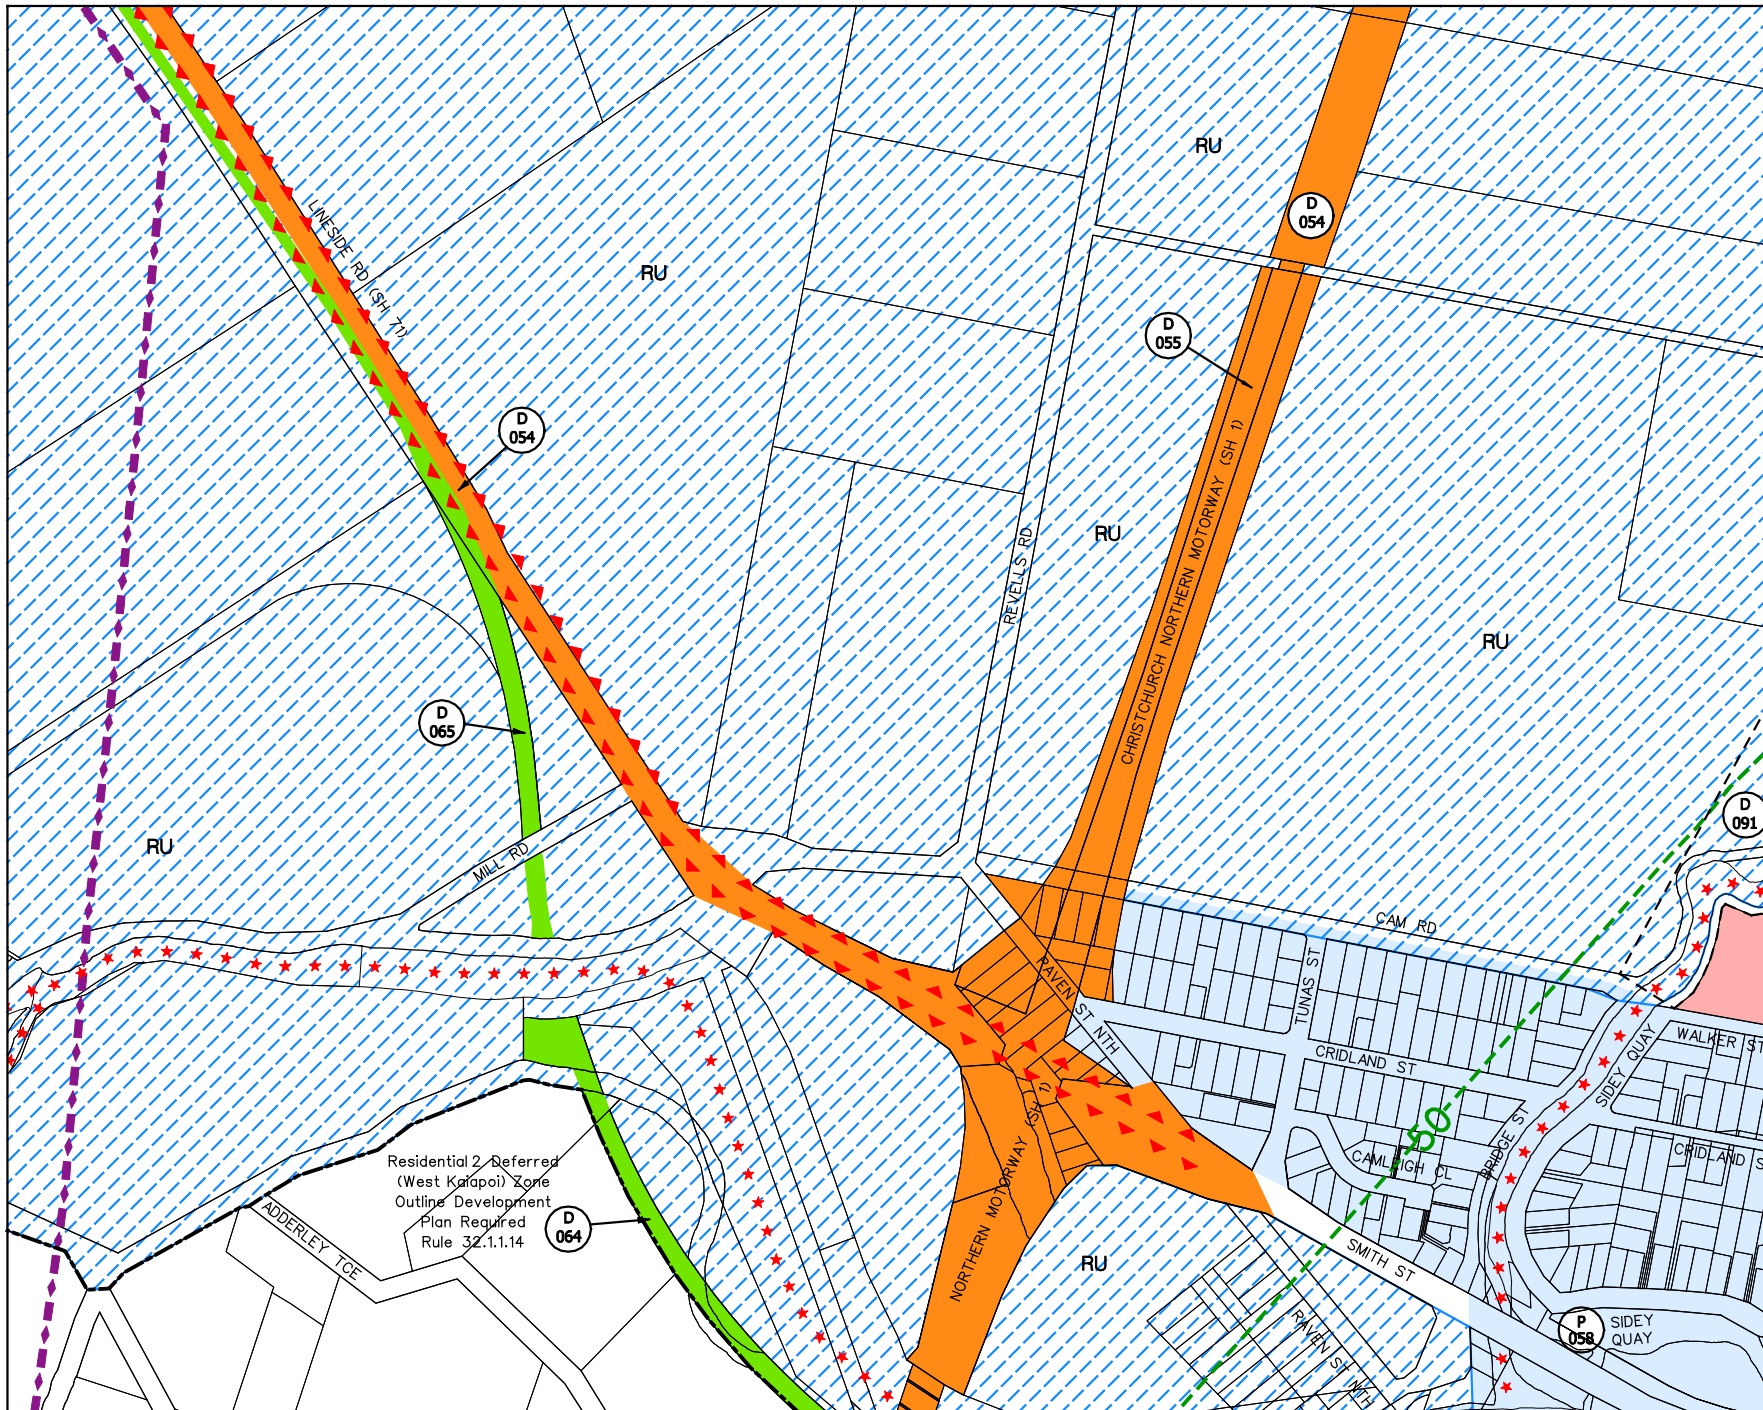 RU
D
054
LINESIDE RD (SH 71)
RU
D
055
D
054
CHRISTCHURCH NORTHERN MOTORWAY (SH 1)
RU
REVELLS RD
RU
D
065
D
091
RU
MILL RD
CAM RD
RAVEN ST NTH
TUNAS ST
WALKER ST
CRIDLAND ST
SIDEY QUAY
50
BRIDGE ST
CAMLEIGH CL
CRIDLAND S
Residential 2 Deferred
(West Kaiapoi) Zone
Outline Development
Plan Required
Rule 32.1.1.14
D
064
ADDERLEY TCE
NORTHERN MOTORWAY (SH 1)
RU
SMITH ST
RAVEN ST NTH
P
058
SIDEY
QUAY